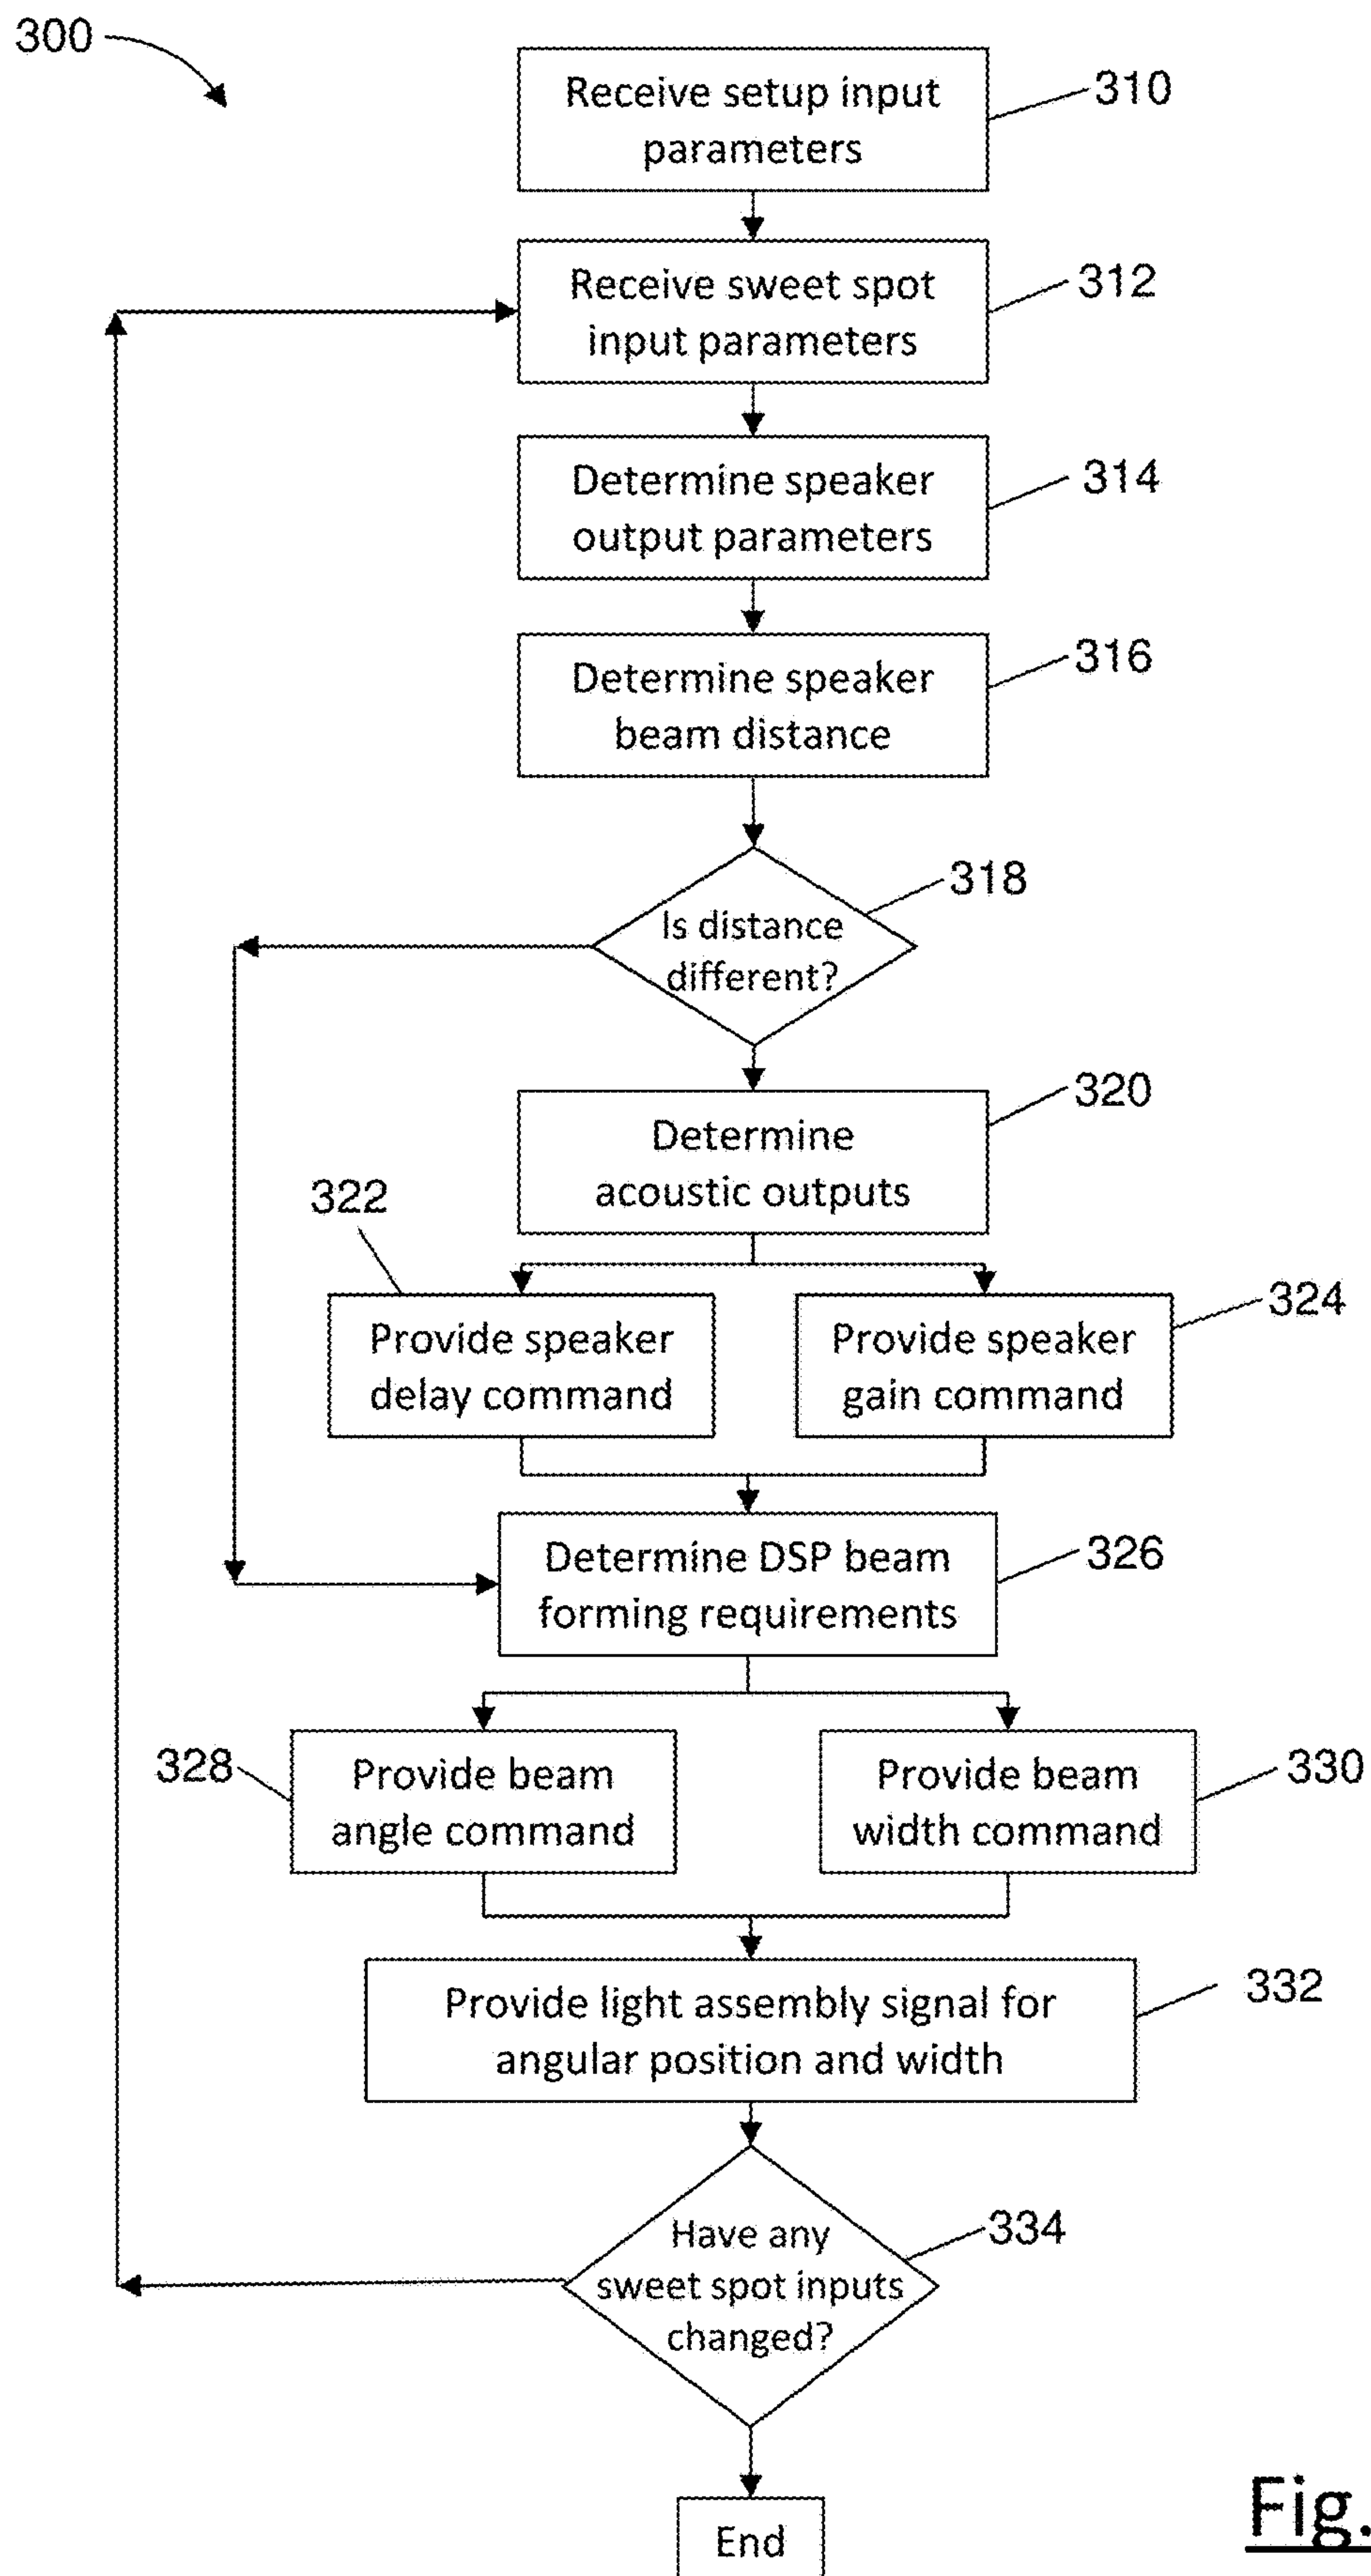 300
Receive setup input
parameters
310
Receive sweet spot
input parameters
312
Determine speaker
output parameters
314
Determine speaker
beam distance
316
Is distance
different?
318
Determine
acoustic outputs
320
322
Provide speaker
delay command
Provide speaker
gain command
324
Determine DSP beam
forming requirements
326
328
Provide beam
angle command
Provide beam
width command
330
Provide light assembly signal for
angular position and width
332
Have any
sweet spot inputs
changed?
334
End
Fig.